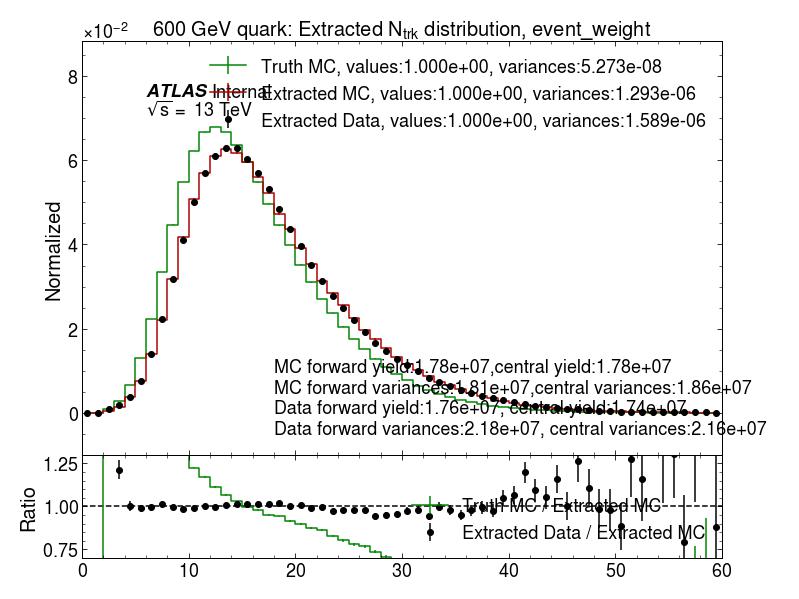 ×10⁻² 600 GeV quark: Extracted Nₜᵣₖ distribution, event_weight
Truth MC, values:1.000e+00, variances:5.273e-08
ATLAS Internal
Extracted MC, values:1.000e+00, variances:1.293e-06
√s = 13 TeV
Extracted Data, values:1.000e+00, variances:1.589e-06
8
6
4
2
0
Normalized
MC forward yield:1.78e+07,central yield:1.78e+07
MC forward variances:1.81e+07,central variances:1.86e+07
Data forward yield:1.76e+07, central yield:1.74e+07
Data forward variances:2.18e+07, central variances:2.16e+07
1.25
1.00
0.75
Ratio
Truth MC / Extracted MC
Extracted Data / Extracted MC
0 10 20 30 40 50 60